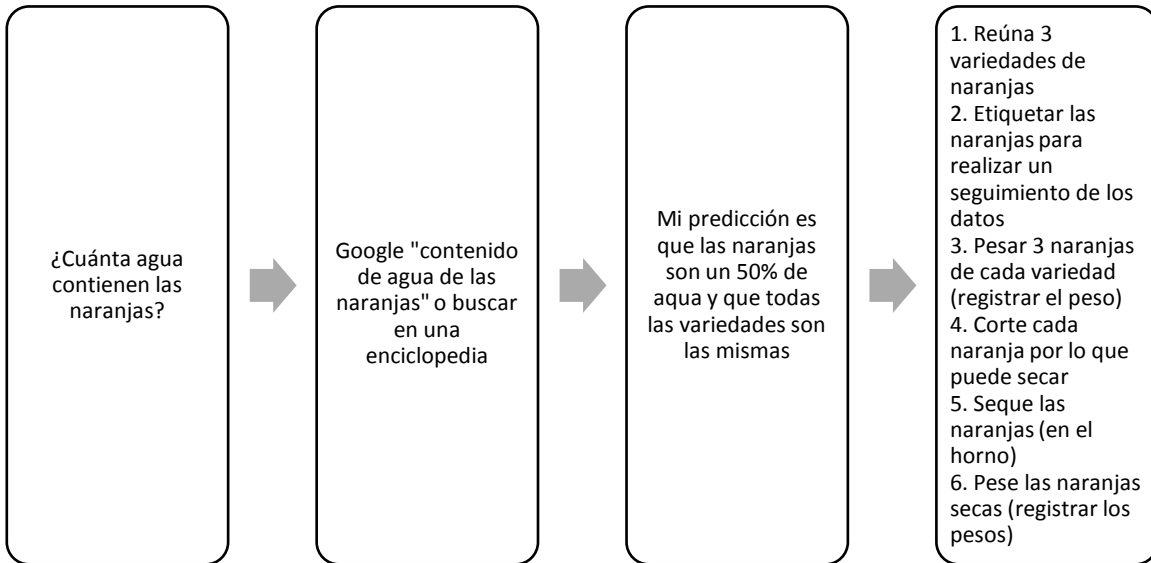 ¿Cuánta agua
contienen las
naranjas?
Google "contenido
de agua de las
naranjas" o buscar
en una
enciclopedia
Mi predicción es
que las naranjas
son un 50% de
aqua y que todas
las variedades son
las mismas
1. Reúna 3
variedades de
naranjas
2. Etiquetar las
naranjas para
realizar un
seguimiento de los
datos
3. Pesar 3 naranjas
de cada variedad
(registrar el peso)
4. Corte cada
naranja por lo que
puede secar
5. Seque las
naranjas (en el
horno)
6. Pese las naranjas
secas (registrar los
pesos)